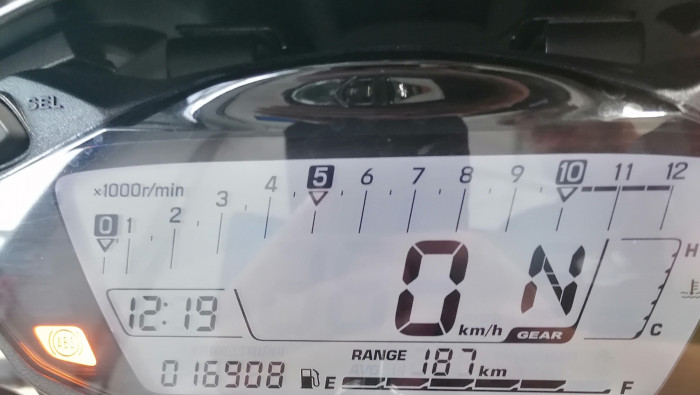 SEL
×1000r/min
0 1 2 3 4 5 6 7 8 9 10 11 12
H
12:19
0 km/h
N
GEAR
C
ABS
RANGE 187 km
016908
E F